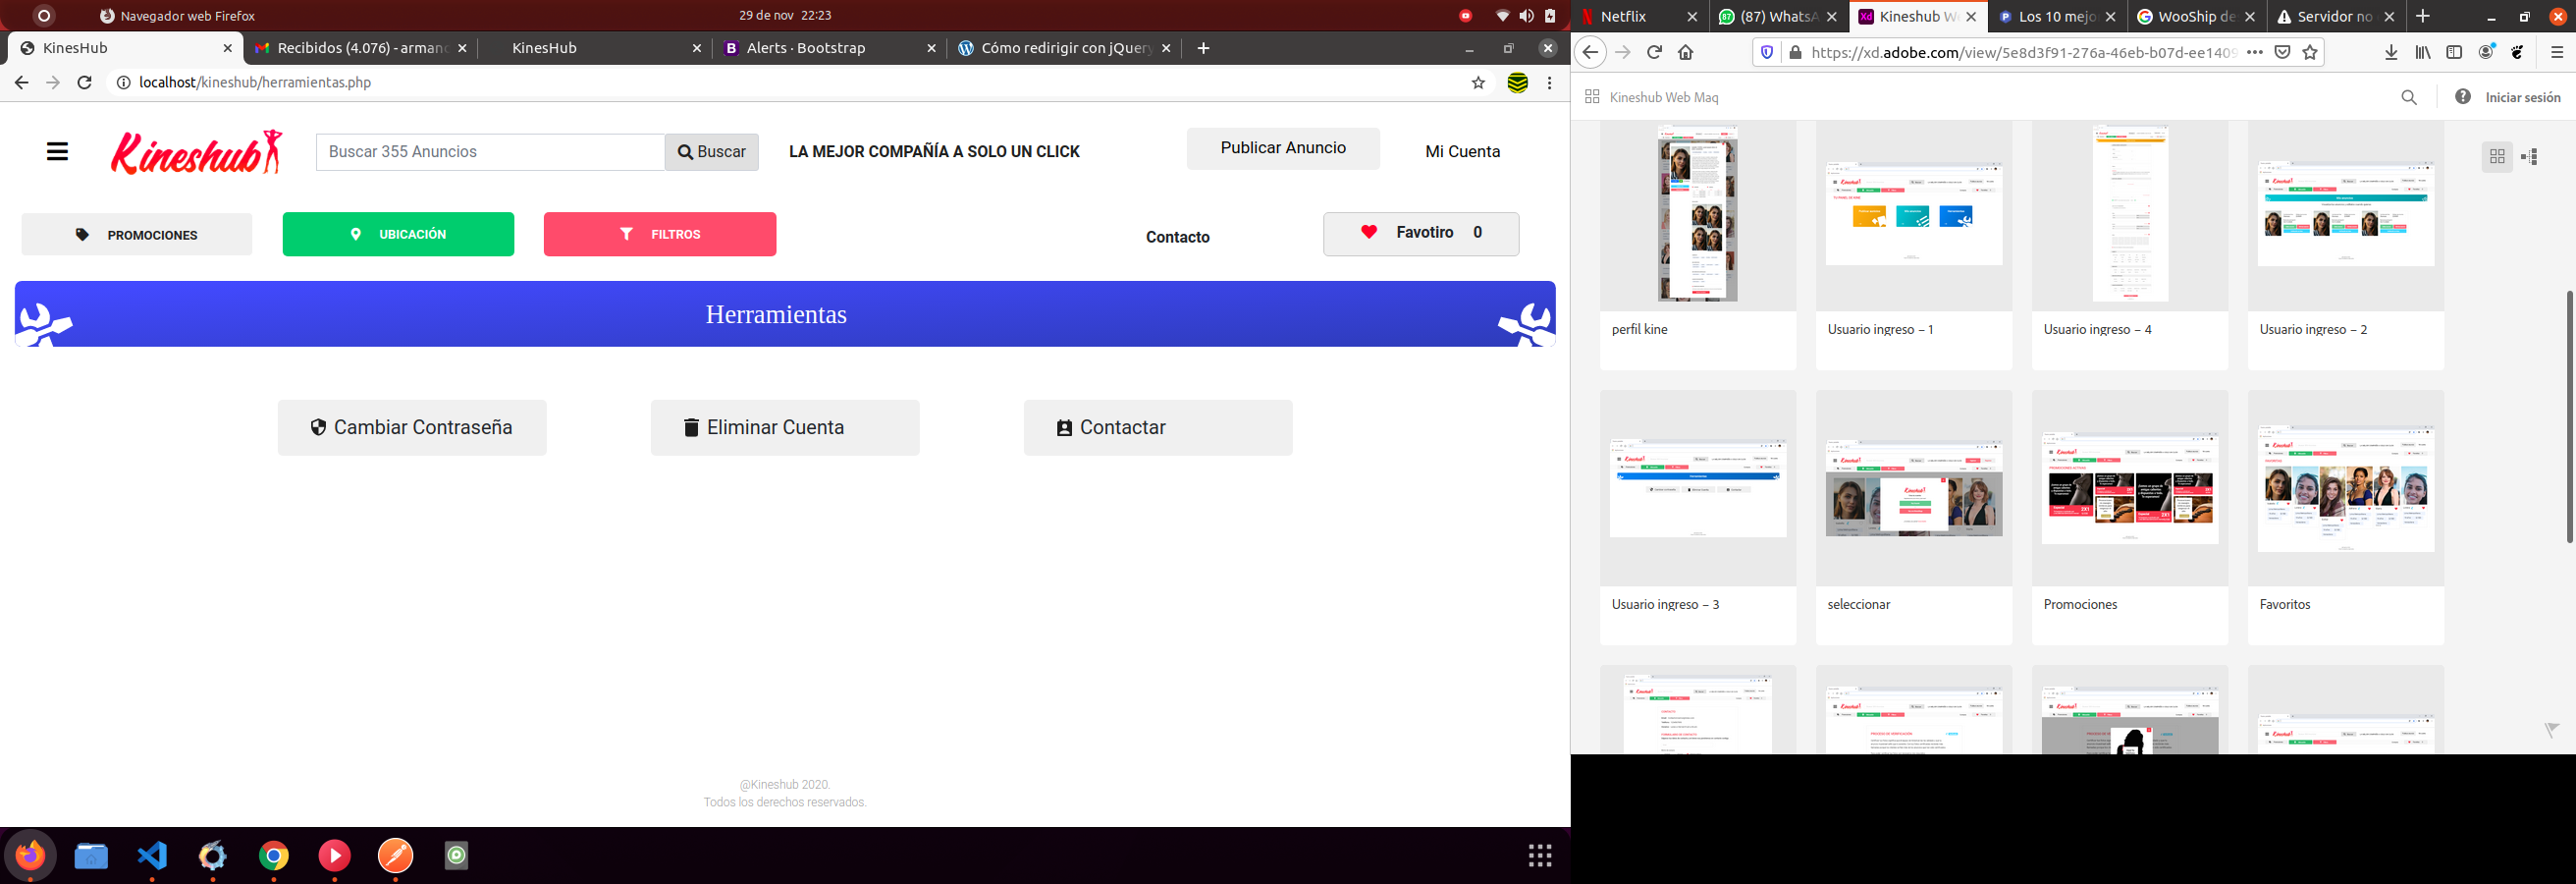 Navegador web Firefox
29 de nov 22:23
KinesHub
Recibidos (4.076) - arman
KinesHub
Alerts · Bootstrap
Cómo redirigir con jQuery
localhost/kineshub/herramientas.php
Kineshub
Buscar 355 Anuncios
Buscar
LA MEJOR COMPAÑÍA A SOLO UN CLICK
Publicar Anuncio
Mi Cuenta
PROMOCIONES
UBICACIÓN
FILTROS
Contacto
Favotiro 0
Herramientas
Cambiar Contraseña
Eliminar Cuenta
Contactar
@Kineshub 2020.
Todos los derechos reservados.
Netflix
(87) WhatsA
Kineshub W
Los 10 mejo
WooShip de
Servidor no
https://xd.adobe.com/view/5e8d3f91-276a-46eb-b07d-ee1409
Kineshub Web Maq
Iniciar sesión
perfil kine
Usuario ingreso – 1
Usuario ingreso – 4
Usuario ingreso – 2
Usuario ingreso – 3
seleccionar
Promociones
Favoritos